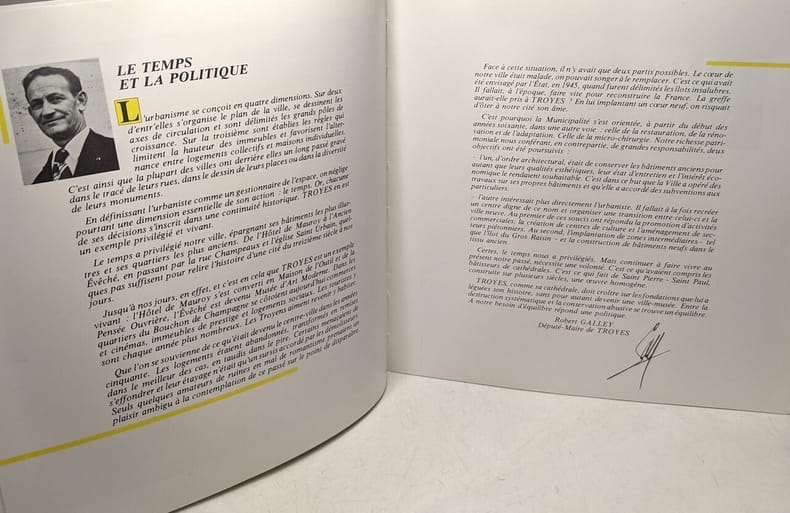 LE TEMPS
ET LA POLITIQUE
L'urbanisme se conçoit en quatre dimensions. Sur deux
d'entr'elles s'organise le plan de la ville, se dessinent les
axes de circulation et sont délimités les grands pôles de
croissance. Sur la troisième sont établies les règles qui
limitent la hauteur des immeubles et favorisent l'alter-
nance entre logements collectifs et maisons individuelles.
C'est ainsi que la plupart des villes ont derrière elles un long passé gravé
dans le tracé de leurs rues, dans le dessin de leurs places ou dans la diversité
de leurs monuments.
En définissant l'urbaniste comme un gestionnaire de l'espace, on néglige
pourtant une dimension essentielle de son action : le temps. Or, chacune
de ses décisions s'inscrit dans une continuité historique. TROYES en est
un exemple privilégié et vivant.
Le temps a privilégié notre ville, épargnant ses bâtiments les plus illus-
tres et ses quartiers les plus anciens. De l'Hôtel de Mauroy à l'Ancien
Évêché, en passant par la rue Champeaux et l'église Saint Urbain, quel-
ques pas suffisent pour relire l'histoire d'une cité du treizième siècle à nos
jours.
Jusqu'à nos jours, en effet, et c'est en cela que TROYES est un exemple
vivant : l'Hôtel de Mauroy s'est converti en Maison de l'Outil et de la
Pensée Ouvrière, l'Évêché est devenu Musée d'Art Moderne. Dans les
quartiers du Bouchon de Champagne se côtoient aujourd'hui commerces
et cinémas, immeubles de prestige et logements sociaux. Les touristes y
sont chaque année plus nombreux. Les Troyens aiment revenir y habiter.
Que l'on se souvienne de ce qu'était devenu le centre-ville dans les années
cinquante. Les logements étaient abandonnés, transformés en remises
dans le meilleur des cas, en taudis dans le pire. Certains menaçaient de
s'effondrer et leur étayage n'était qu'un sursis accordé par les démolisseurs.
Seuls quelques amateurs de ruines en mal de romantisme prenaient un
plaisir ambigu à la contemplation de ce passé sur le point de disparaître.
Face à cette situation, il n'y avait que deux partis possibles. Le cœur de
notre ville était malade, on pouvait songer à le remplacer. C'est ce qui avait
été envisagé par l'État, en 1945, quand furent délimités les îlots insalubres.
Il fallait, à l'époque, faire vite pour reconstruire la France. La greffe
aurait-elle pris à TROYES ? En lui implantant un cœur neuf, on risquait
d'ôter à notre cité son âme.
C'est pourquoi la Municipalité s'est orientée, à partir du début des
années soixante, dans une autre voie : celle de la restauration, de la réno-
vation et de l'adaptation. Celle de la micro-chirurgie. Notre richesse patri-
moniale nous conférant, en contrepartie, de grandes responsabilités, deux
objectifs ont été poursuivis :
- l'un, d'ordre architectural, était de conserver les bâtiments anciens pour
autant que leurs qualités esthétiques, leur état d'entretien et l'intérêt éco-
nomique le rendaient souhaitable. C'est dans ce but que la Ville a opéré des
travaux sur ses propres bâtiments et qu'elle a accordé des subventions aux
particuliers.
- l'autre intéressait plus directement l'urbaniste. Il fallait à la fois recréer
un centre digne de ce nom et organiser une transition entre celui-ci et la
ville neuve. Au premier de ces soucis ont répondu la promotion d'activités
commerciales, la création de centres de culture et l'aménagement de sec-
teurs piétonniers. Au second, l'implantation de zones intermédiaires - tel
que l'îlot du Gros Raisin - et la construction de bâtiments neufs dans le
tissu ancien.
Certes, le temps nous a privilégiés. Mais continuer à faire vivre au
présent notre passé, nécessite une volonté. C'est ce qu'avaient compris les
bâtisseurs de cathédrales. C'est ce qui fait de Saint Pierre - Saint Paul,
construite sur plusieurs siècles, une œuvre homogène.
TROYES, comme sa cathédrale, doit croître sur les fondations que lui a
léguées son histoire, sans pour autant devenir une ville-musée. Entre la
destruction systématique et la conservation abusive se trouve un équilibre.
A notre besoin d'équilibre répond une politique.
Robert GALLEY
Député-Maire de TROYES